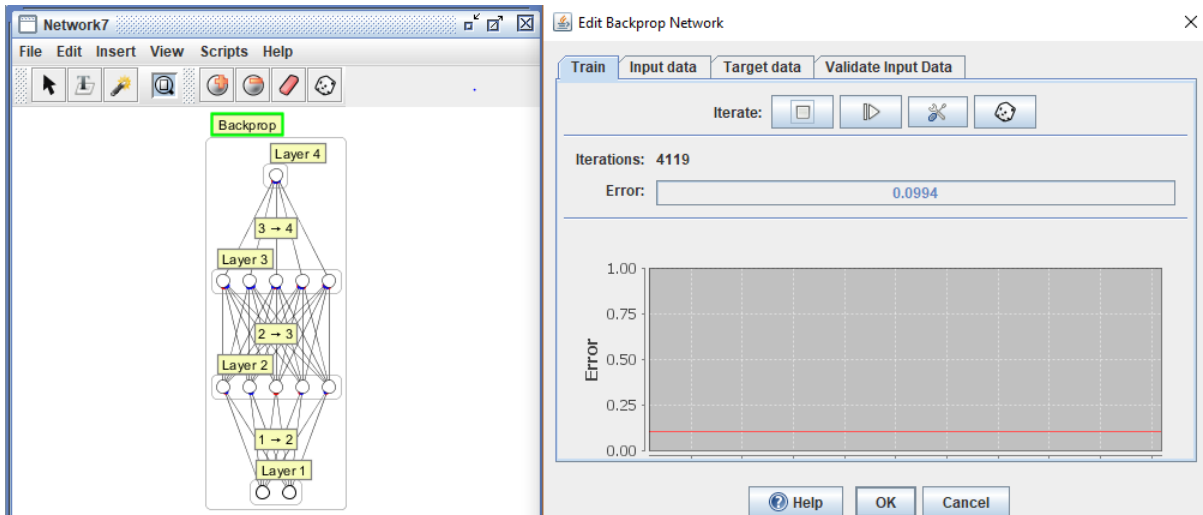 Network7
File Edit Insert View Scripts Help
Backprop
Layer 4
3 → 4
Layer 3
2 → 3
Layer 2
1 → 2
Layer 1
Edit Backprop Network
Train Input data Target data Validate Input Data
Iterate:
Iterations: 4119
Error: 0.0994
1.00
0.75
0.50
0.25
0.00
Error
Help OK Cancel